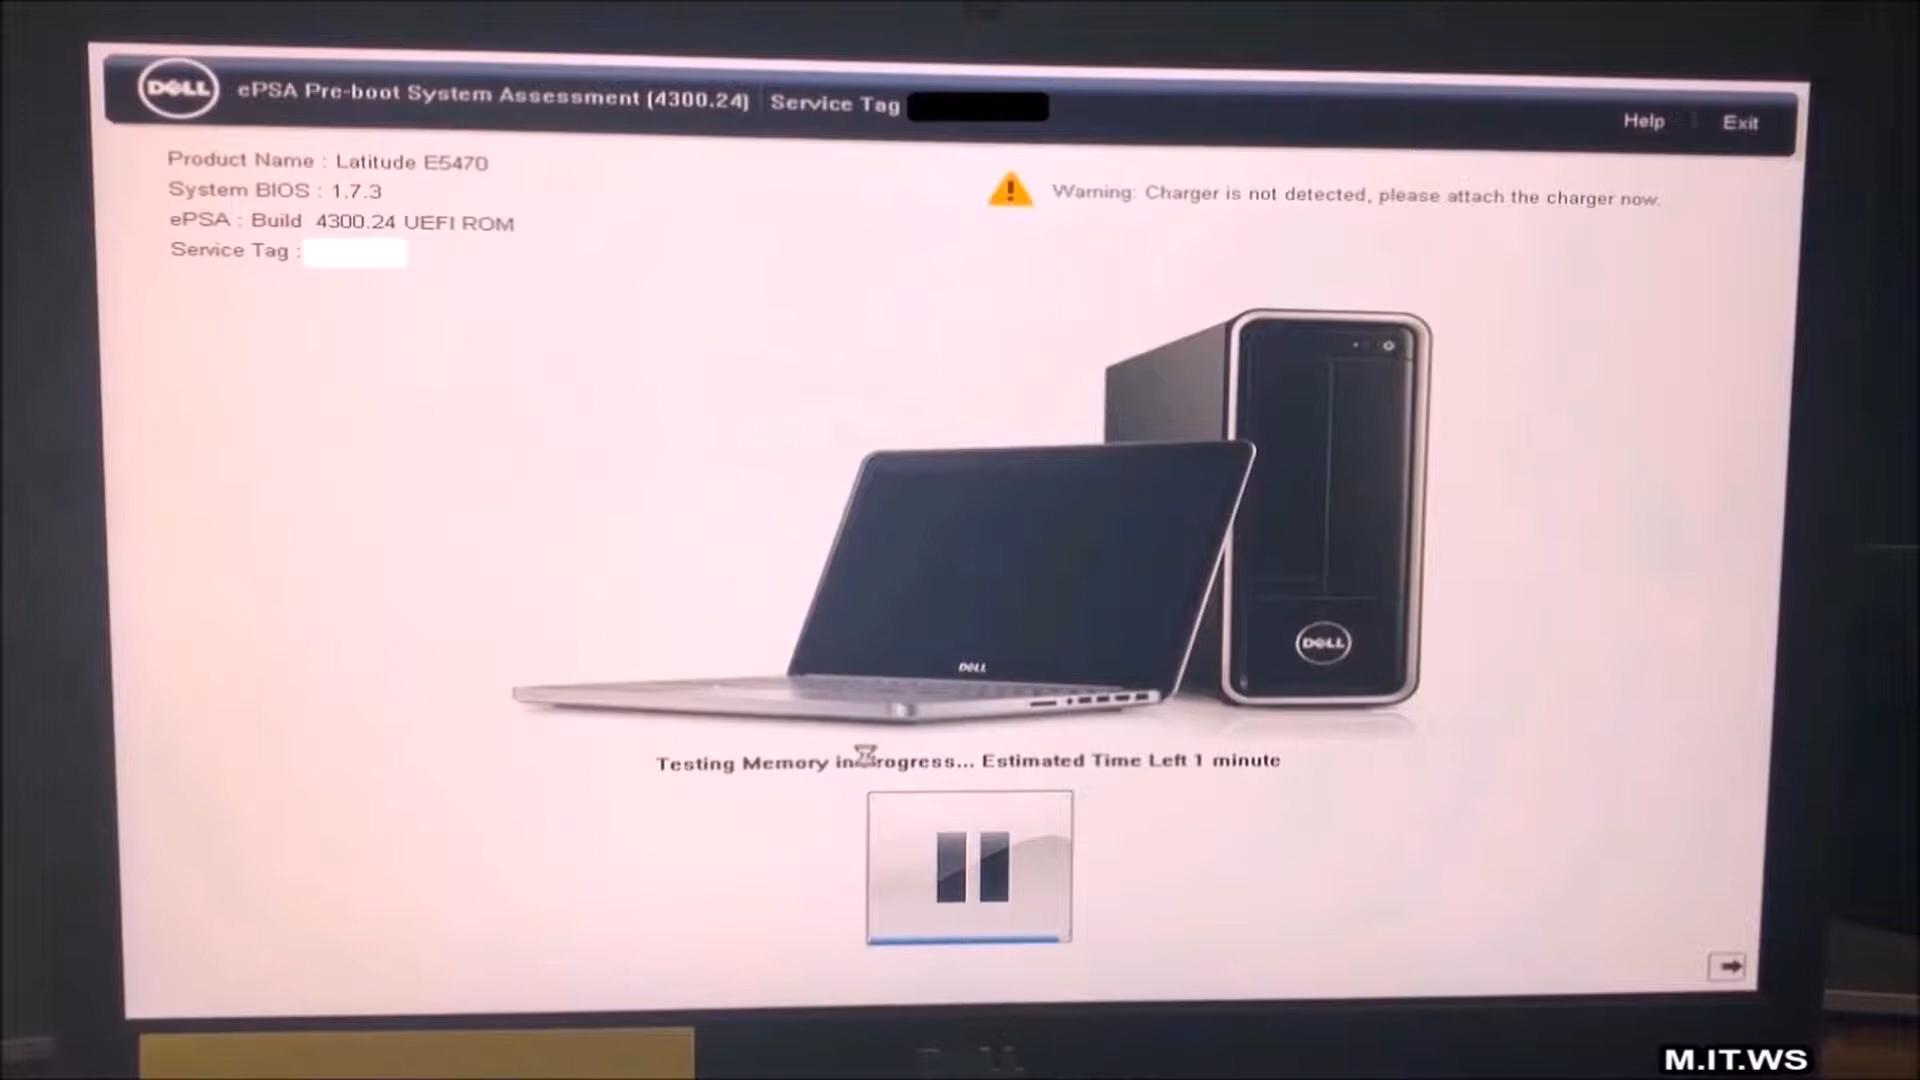 DELL ePSA Pre-boot System Assessment (4300.24) Service Tag
Help Exit
Product Name : Latitude E5470
System BIOS : 1.7.3
ePSA : Build 4300.24 UEFI ROM
Service Tag :
Warning: Charger is not detected, please attach the charger now.
DELL
DELL
Testing Memory in rogress... Estimated Time Left 1 minute
M.IT.WS